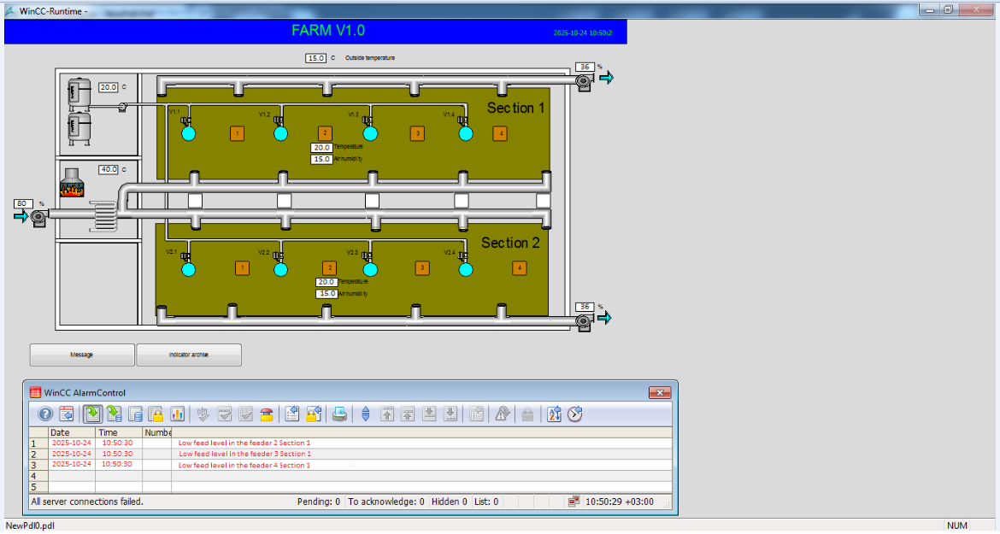 WinCC-Runtime -
FARM V1.0
2025-10-24 10:50:2
15.0 C Outside temperature
36 %
20.0 C
Section 1
V1.1 V1.2 V1.3 V1.4
1 2 3 4
20.0 Temperature
15.0 Air humidity
40.0 C
80 %
Section 2
V2.1 V2.2 V2.3 V2.4
1 2 3 4
20.0 Temperature
15.0 Air humidity
36 %
Message Indicator archive
WinCC AlarmControl
Date Time Numbe
1 2025-10-24 10:50:30 Low feed level in the feeder 2 Section 1
2 2025-10-24 10:50:30 Low feed level in the feeder 3 Section 1
3 2025-10-24 10:50:30 Low feed level in the feeder 4 Section 1
4
5
All server connections failed. Pending: 0 To acknowledge: 0 Hidden 0 List: 0 10:50:29 +03:00
NewPdl0.pdl NUM